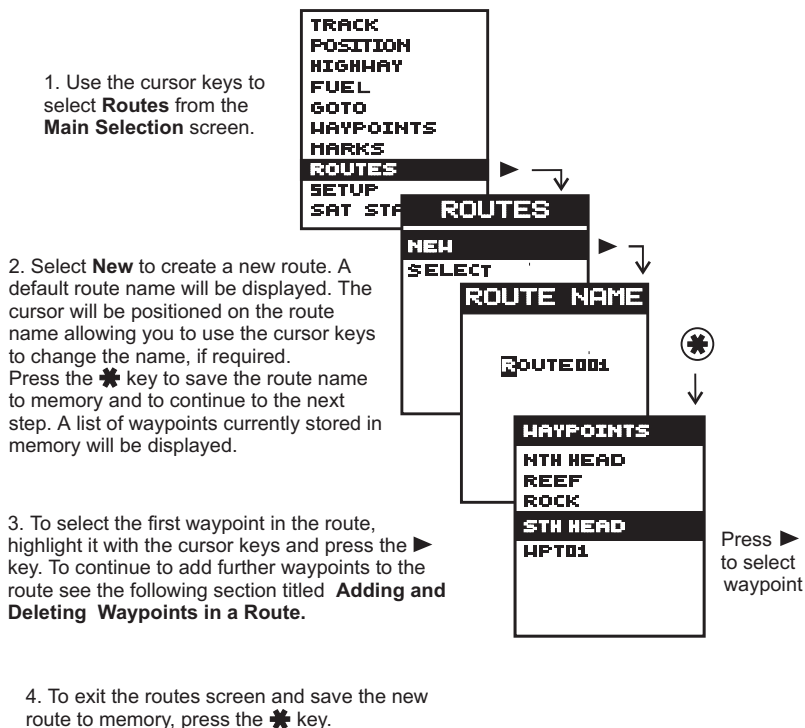 1. Use the cursor keys to
select Routes from the
Main Selection screen.
TRACK
POSITION
HIGHWAY
FUEL
GOTO
WAYPOINTS
MARKS
ROUTES
SETUP
SAT STA
ROUTES
NEW
SELECT
ROUTE NAME
ROUTE001
2. Select New to create a new route. A
default route name will be displayed. The
cursor will be positioned on the route
name allowing you to use the cursor keys
to change the name, if required.
Press the ✱ key to save the route name
to memory and to continue to the next
step. A list of waypoints currently stored in
memory will be displayed.
WAYPOINTS
NTH HEAD
REEF
ROCK
STH HEAD
WPT01
3. To select the first waypoint in the route,
highlight it with the cursor keys and press the ►
key. To continue to add further waypoints to the
route see the following section titled Adding and
Deleting Waypoints in a Route.
Press ►
to select
waypoint
4. To exit the routes screen and save the new
route to memory, press the ✱ key.